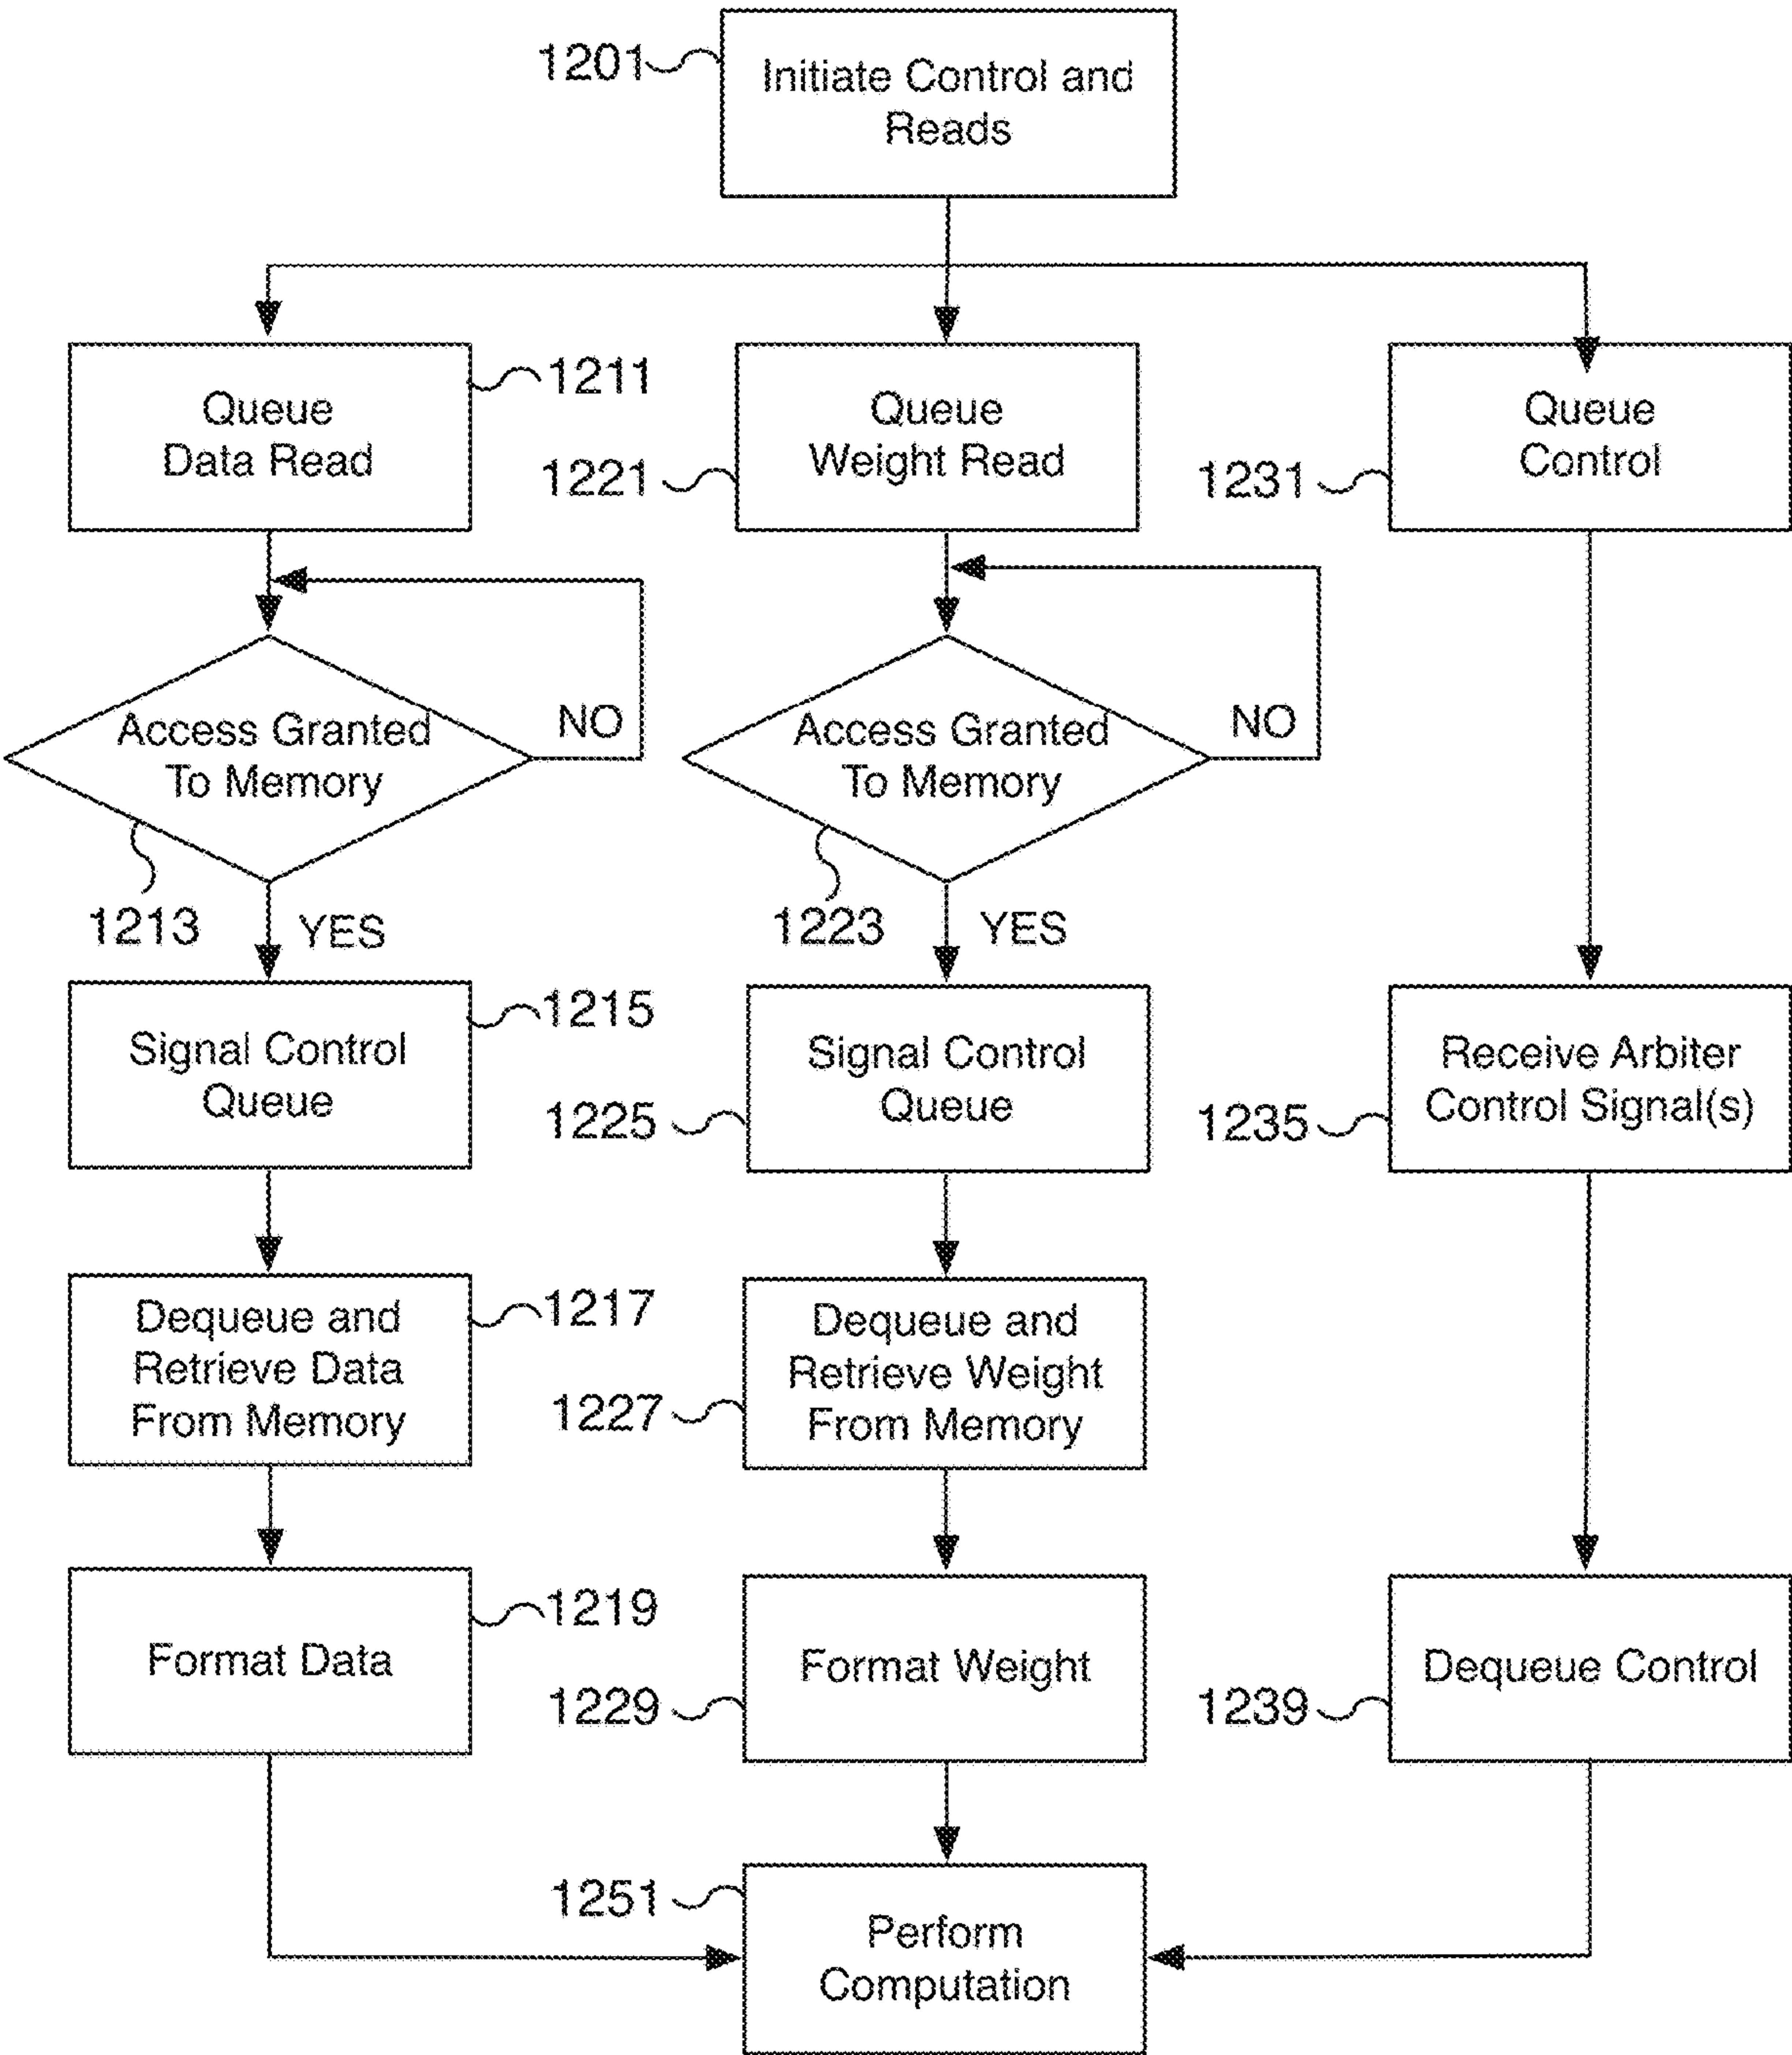 1201
Initiate Control and
Reads
1211
Queue
Data Read
1221
Queue
Weight Read
1231
Queue
Control
Access Granted
To Memory
NO
1213
YES
Access Granted
To Memory
NO
1223
YES
1215
Signal Control
Queue
1225
Signal Control
Queue
1235
Receive Arbiter
Control Signal(s)
1217
Dequeue and
Retrieve Data
From Memory
1227
Dequeue and
Retrieve Weight
From Memory
1219
Format Data
1229
Format Weight
1239
Dequeue Control
1251
Perform
Computation